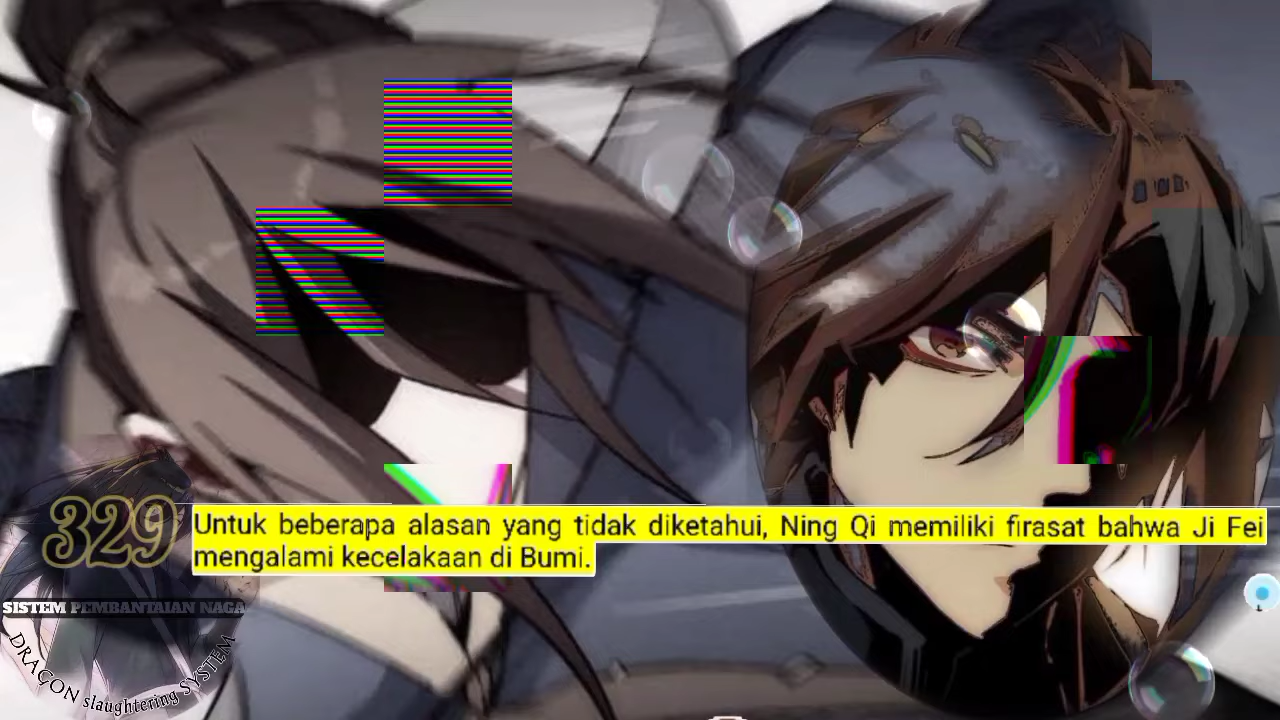 329
Untuk beberapa alasan yang tidak diketahui, Ning Qi memiliki firasat bahwa Ji Fei
mengalami kecelakaan di Bumi.
SISTEM PEMBANTAIAN NAGA
DRAGON slaughtering SYSTEM